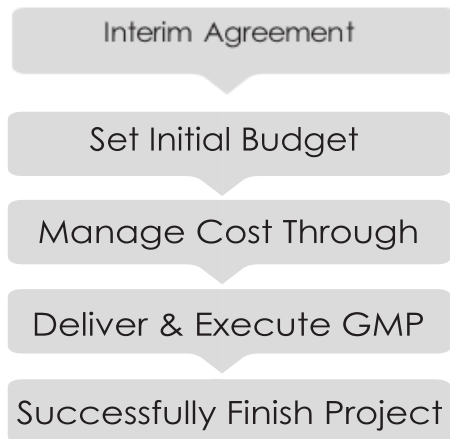 Interim Agreement
Set Initial Budget
Manage Cost Through
Deliver & Execute GMP
Successfully Finish Project